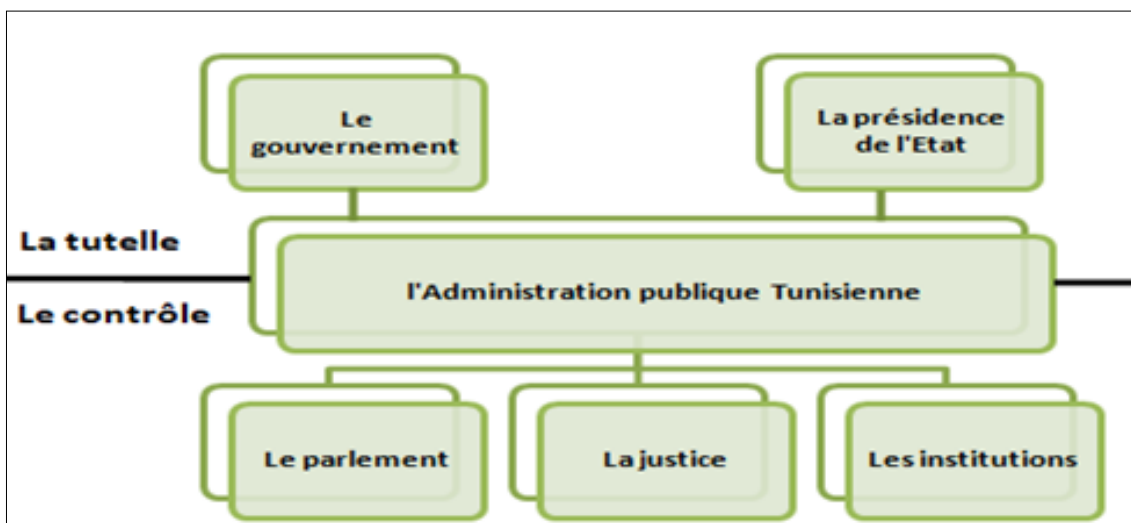 Le
gouvernement
La présidence
de l'Etat
La tutelle
l'Administration publique Tunisienne
Le contrôle
Le parlement
La justice
Les institutions